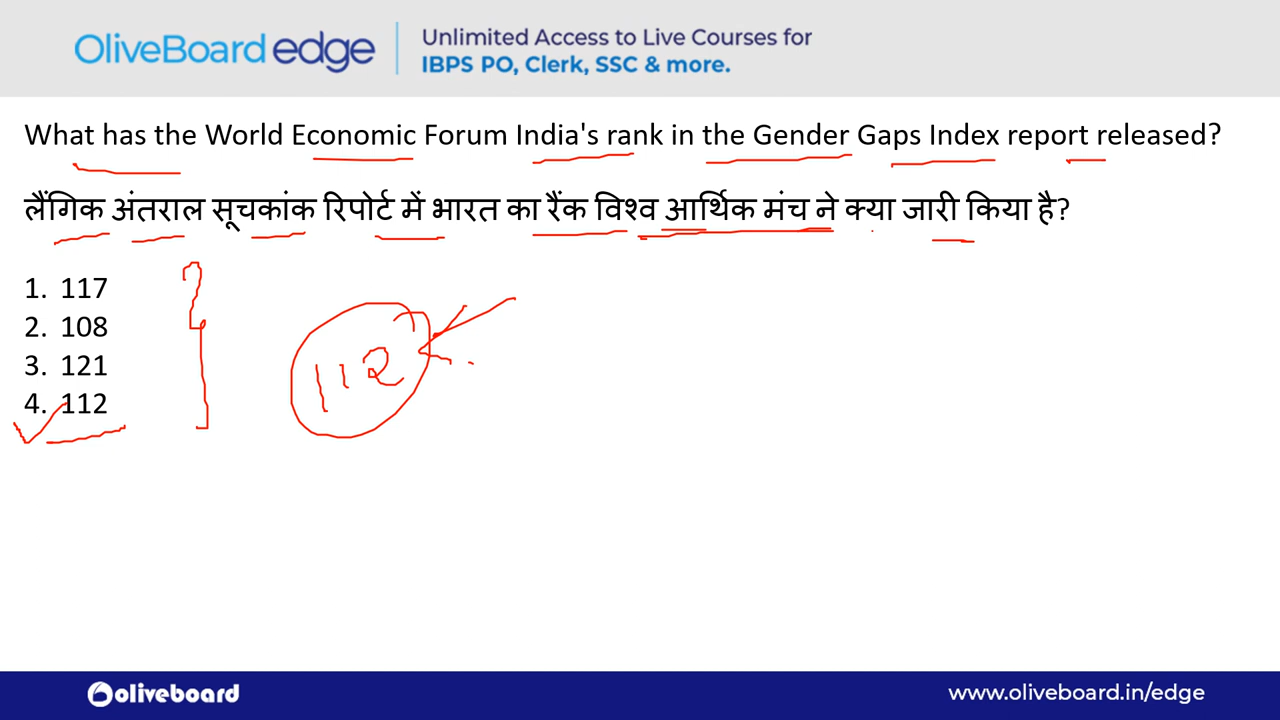 OliveBoard edge
Unlimited Access to Live Courses for
IBPS PO, Clerk, SSC & more.
What has the World Economic Forum India's rank in the Gender Gaps Index report released?
लैंगिक अंतराल सूचकांक रिपोर्ट में भारत का रैंक विश्व आर्थिक मंच ने क्या जारी किया है?
1. 117
2. 108
3. 121
4. 112
112
oliveboard
www.oliveboard.in/edge